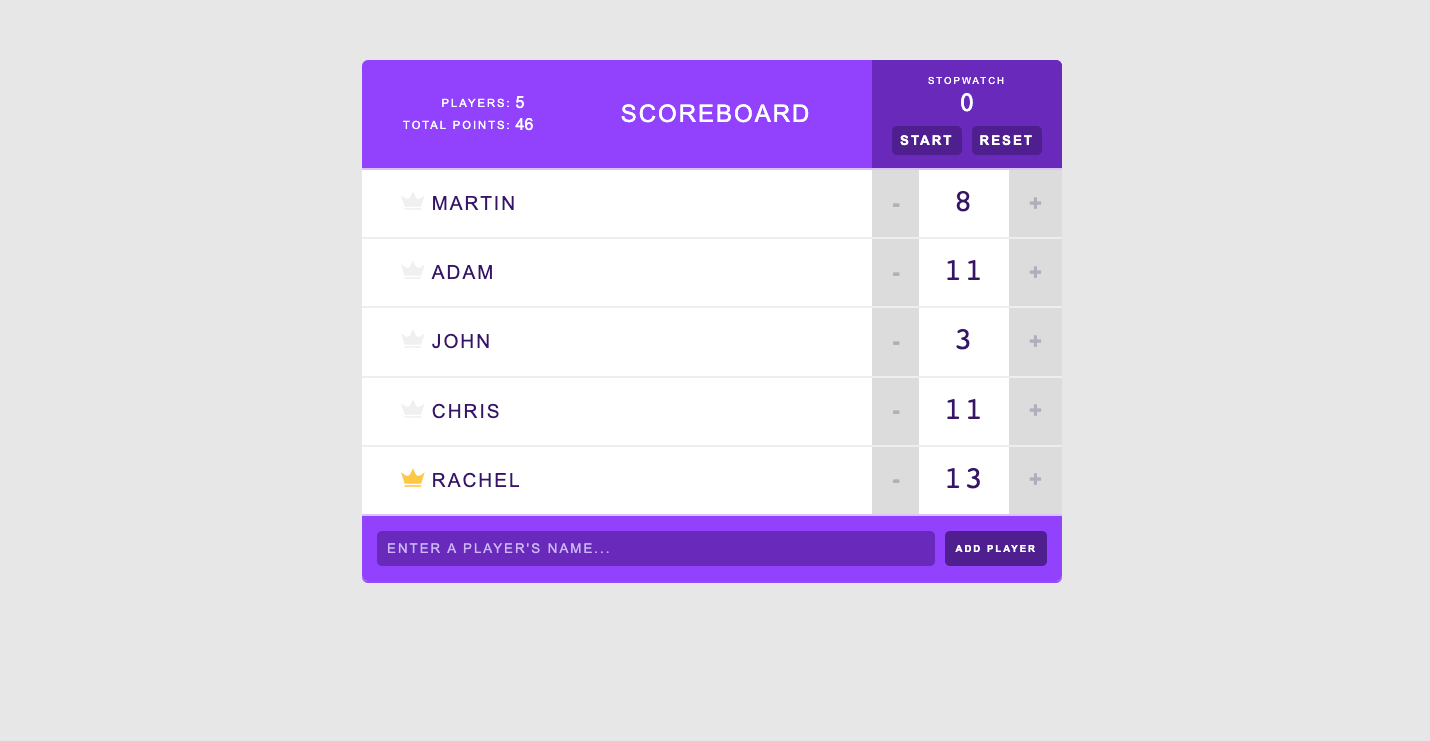 PLAYERS: 5
TOTAL POINTS: 46
SCOREBOARD
STOPWATCH
0
START RESET
MARTIN - 8 +
ADAM - 11 +
JOHN - 3 +
CHRIS - 11 +
RACHEL - 13 +
ENTER A PLAYER'S NAME... ADD PLAYER